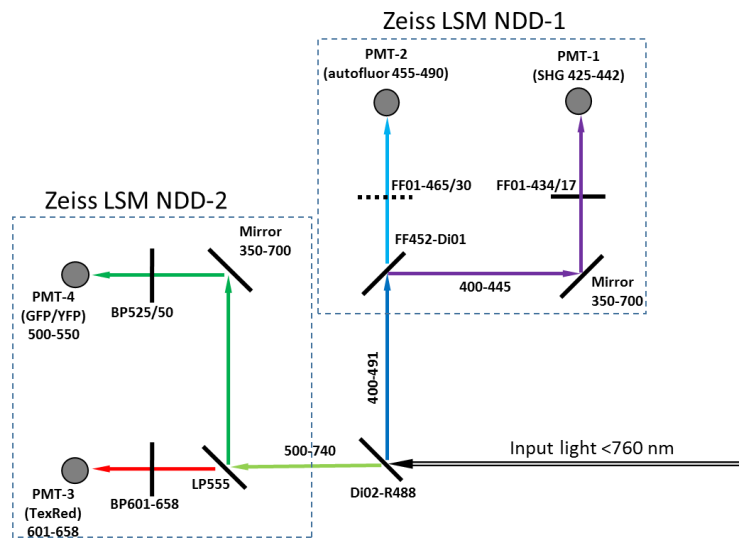 Zeiss LSM NDD-1
PMT-2
(autofluor 455-490)
PMT-1
(SHG 425-442)
FF01-465/30
FF01-434/17
FF452-Di01
400-445
Mirror
350-700
400-491
Zeiss LSM NDD-2
Mirror
350-700
PMT-4
(GFP/YFP)
500-550
BP525/50
500-740
Input light <760 nm
LP555
Di02-R488
BP601-658
PMT-3
(TexRed)
601-658